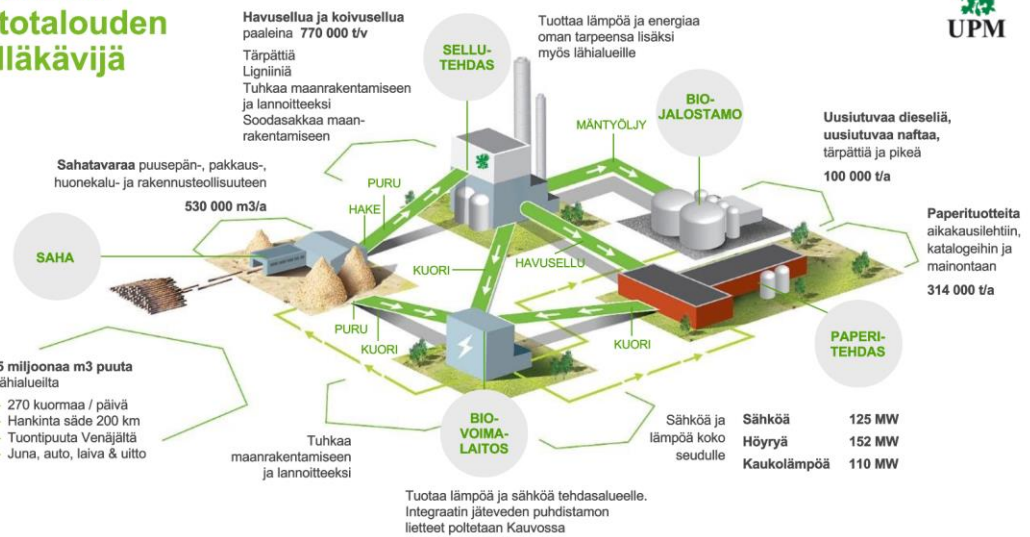 totalouden
lläkävijä
UPM
Havusellua ja koivusellua
paaleina 770 000 t/v
Tärpättiä
Ligniiniä
Tuhkaa maanrakentamiseen
ja lannoitteeksi
Soodasakkaa maan-
rakentamiseen
SELLU-
TEHDAS
Tuottaa lämpöä ja energiaa
oman tarpeensa lisäksi
myös lähialueille
BIO-
JALOSTAMO
MÄNTYÖLJY
Uusiutuvaa dieseliä,
uusiutuvaa naftaa,
tärpättiä ja pikeä
100 000 t/a
Sahatavaraa puusepän-, pakkaus-,
huonekalu- ja rakennusteollisuuteen
530 000 m3/a
PURU
HAKE
SAHA
KUORI
HAVUSELLU
Paperituotteita
aikakausilehtiin,
katalogeihin ja
mainontaan
314 000 t/a
PURU
KUORI
KUORI
PAPERI-
TEHDAS
5 miljoonaa m3 puuta
lähialueilta
270 kuormaa / päivä
Hankinta säde 200 km
Tuontipuuta Venäjältä
Juna, auto, laiva & uitto
Tuhkaa
maanrakentamiseen
ja lannoitteeksi
BIO-
VOIMA-
LAITOS
Sähköä ja
lämpöä koko
seudulle
Sähköä 125 MW
Höyryä 152 MW
Kaukolämpöä 110 MW
Tuotaa lämpöä ja sähköä tehdasalueelle.
Integraatin jäteveden puhdistamon
lietteet poltetaan Kauvossa